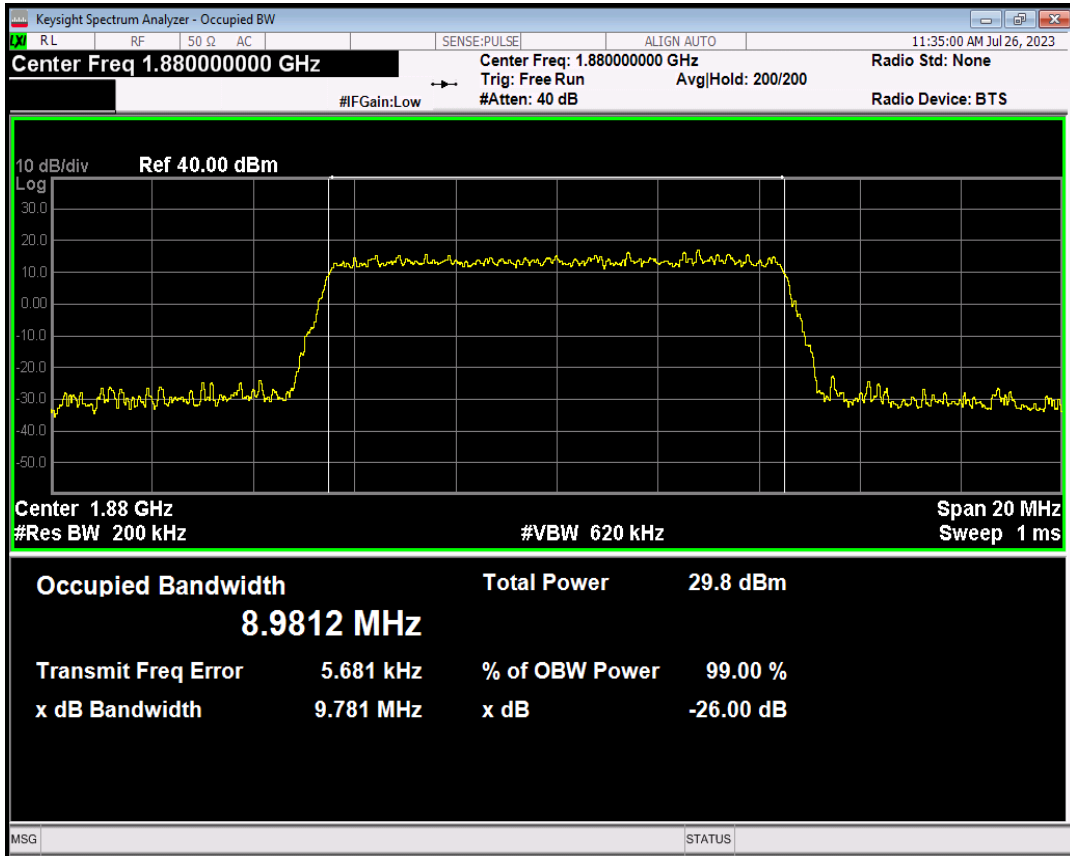 Keysight Spectrum Analyzer - Occupied BW
LXI RL RF 50 Ω AC SENSE:PULSE ALIGN AUTO 11:35:00 AM Jul 26, 2023
Center Freq 1.880000000 GHz Center Freq: 1.880000000 GHz Radio Std: None
Trig: Free Run Avg|Hold: 200/200
#IFGain:Low #Atten: 40 dB Radio Device: BTS
10 dB/div Ref 40.00 dBm
Log
30.0
20.0
10.0
0.00
-10.0
-20.0
-30.0
-40.0
-50.0
Center 1.88 GHz Span 20 MHz
#Res BW 200 kHz #VBW 620 kHz Sweep 1 ms
Occupied Bandwidth Total Power 29.8 dBm
8.9812 MHz
Transmit Freq Error 5.681 kHz % of OBW Power 99.00 %
x dB Bandwidth 9.781 MHz x dB -26.00 dB
MSG STATUS